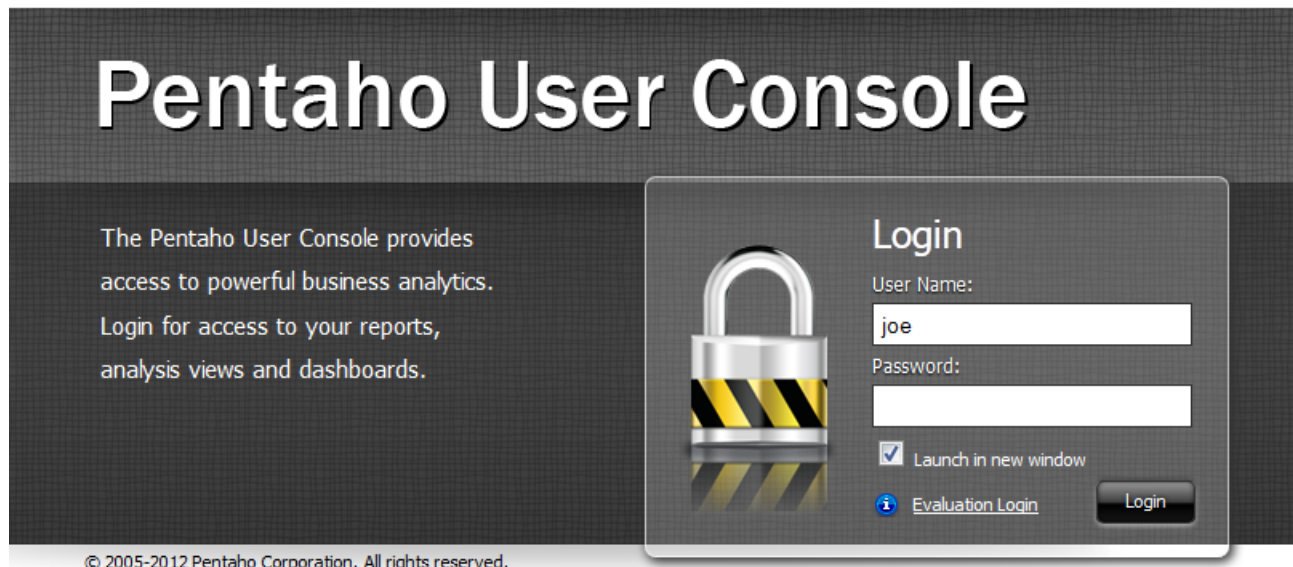 Pentaho User Console
The Pentaho User Console provides
access to powerful business analytics.
Login for access to your reports,
analysis views and dashboards.
Login
User Name:
joe
Password:
Launch in new window
Evaluation Login
Login
© 2005-2012 Pentaho Corporation. All rights reserved.